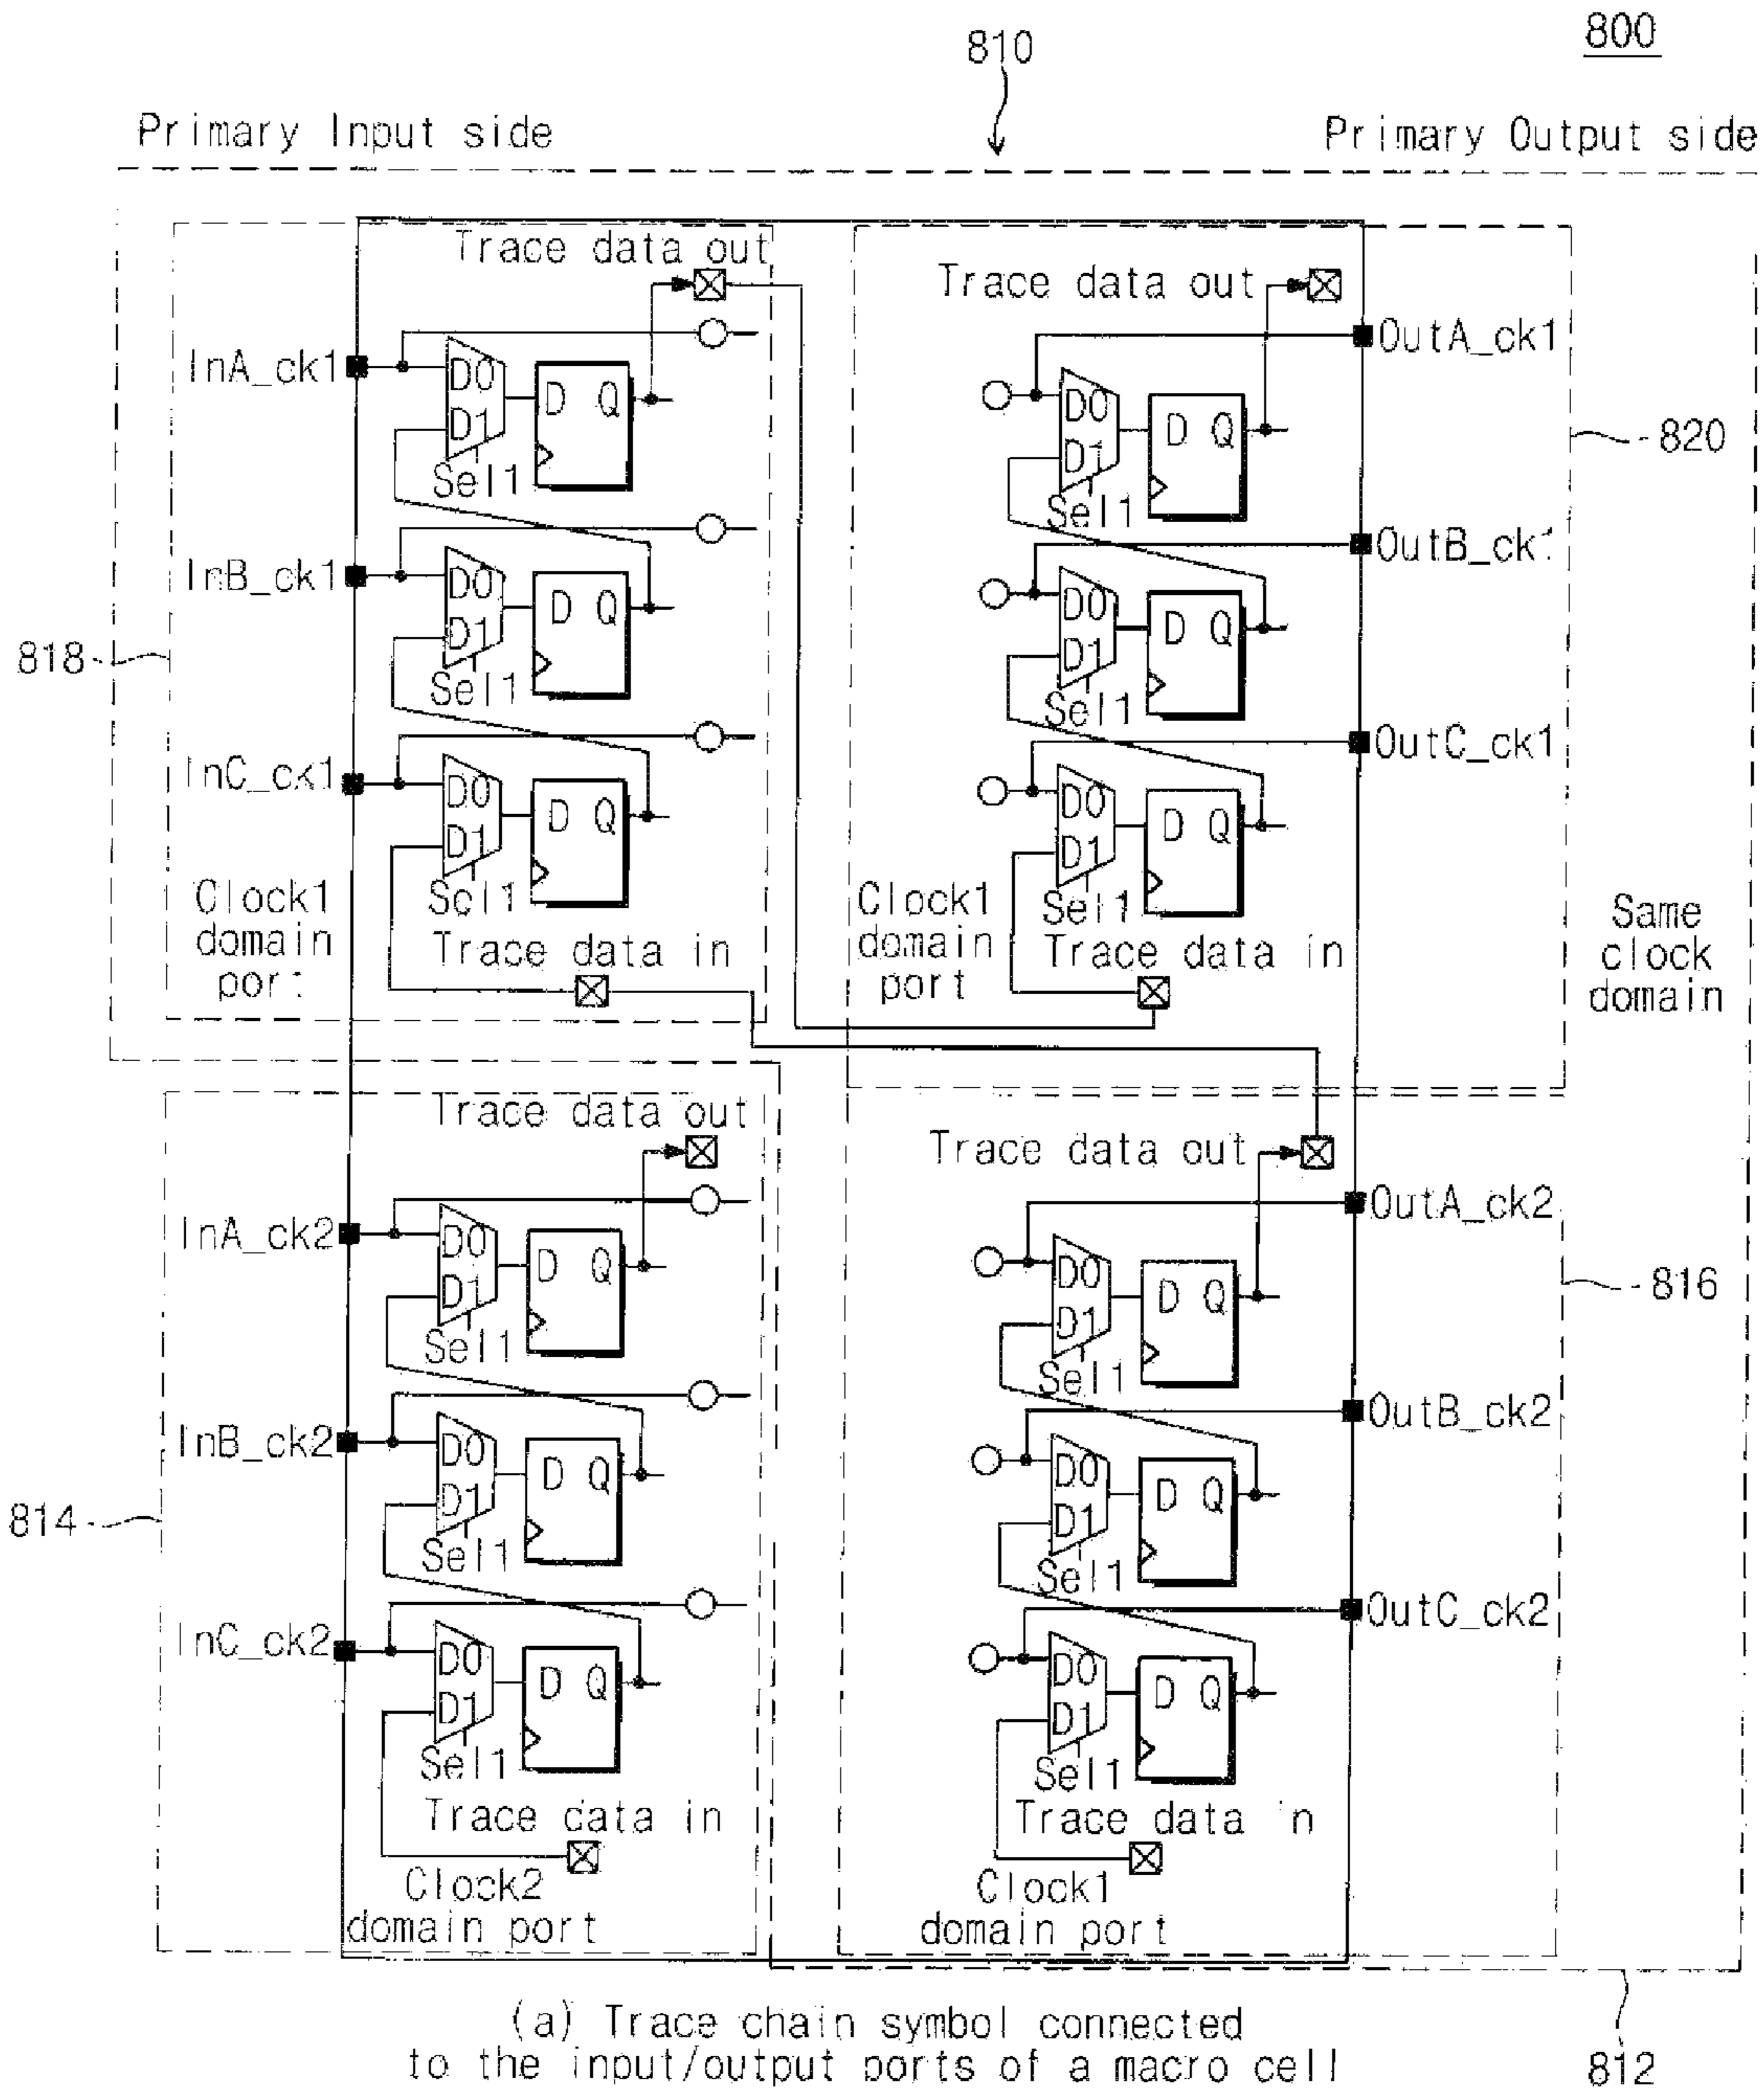 800
810
Primary Input side
Primary Output side
Trace data out
Trace data out
InA_ck1
D0
D1
D Q
Sel1
OutA_ck1
D0
D1
D Q
Sel1
820
InB_ck1
D0
D1
D Q
Sel1
OutB_ck1
D0
D1
D Q
Sel1
818
InC_ck1
D0
D1
D Q
Sel1
OutC_ck1
D0
D1
D Q
Sel1
Clock1
domain
port
Trace data in
Clock1
domain
port
Trace data in
Same
clock
domain
Trace data out
Trace data out
InA_ck2
D0
D1
D Q
Sel1
OutA_ck2
D0
D1
D Q
Sel1
816
InB_ck2
D0
D1
D Q
Sel1
OutB_ck2
D0
D1
D Q
Sel1
814
InC_ck2
D0
D1
D Q
Sel1
OutC_ck2
D0
D1
D Q
Sel1
Trace data in
Clock2
domain port
Trace data in
Clock1
domain port
(a) Trace chain symbol connected
to the input/output ports of a macro cell
812